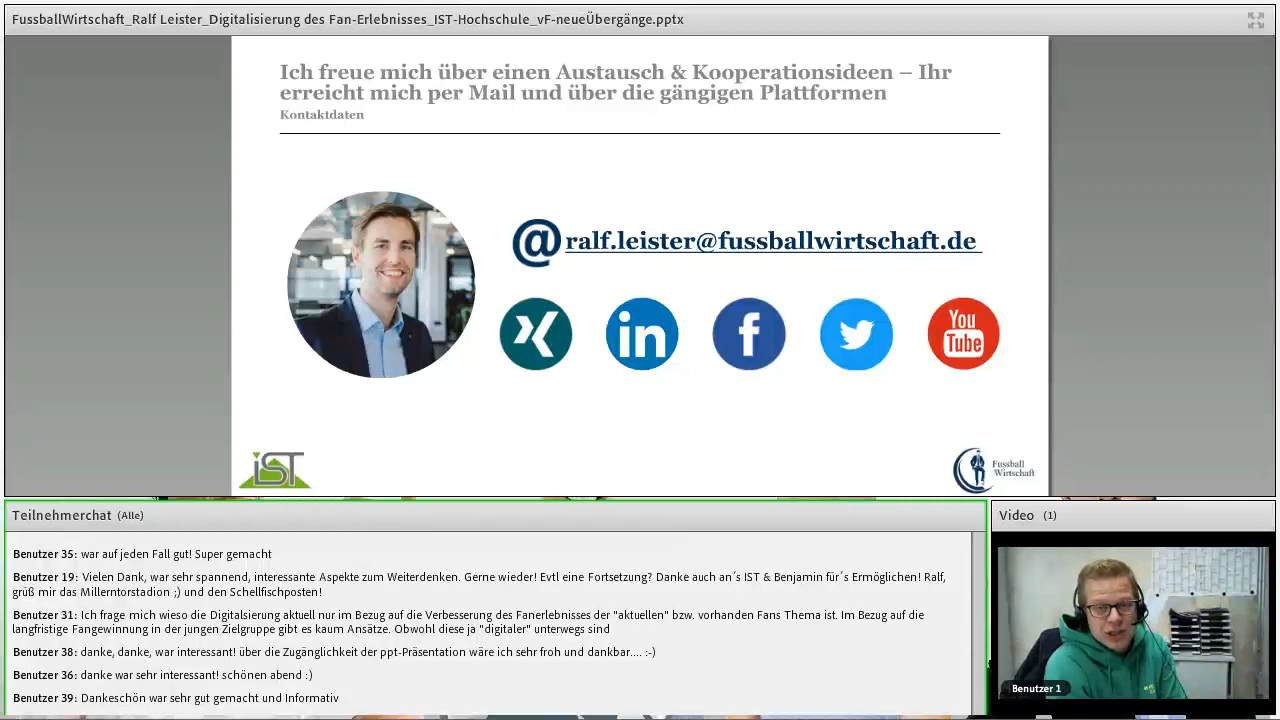 FussballWirtschaft_Ralf Leister_Digitalisierung des Fan-Erlebnisses_IST-Hochschule_vF-neueÜbergänge.pptx
Ich freue mich über einen Austausch & Kooperationsideen – Ihr
erreicht mich per Mail und über die gängigen Plattformen
Kontaktdaten
@ralf.leister@fussballwirtschaft.de
in
f
You
Tube
iST
Fussball
Wirtschaft
Teilnehmerchat (Alle)
Benutzer 35: war auf jeden Fall gut! Super gemacht
Benutzer 19: Vielen Dank, war sehr spannend, interessante Aspekte zum Weiterdenken. Gerne wieder! Evtl eine Fortsetzung? Danke auch an´s IST & Benjamin für´s Ermöglichen! Ralf,
grüß mir das Millerntorstadion ;) und den Schellfischposten!
Benutzer 31: Ich frage mich wieso die Digitalsierung aktuell nur im Bezug auf die Verbesserung des Fanerlebnisses der "aktuellen" bzw. vorhanden Fans Thema ist. Im Bezug auf die
langfristige Fangewinnung in der jungen Zielgruppe gibt es kaum Ansätze. Obwohl diese ja "digitaler" unterwegs sind
Benutzer 38: danke, danke, war interessant! über die Zugänglichkeit der ppt-Präsentation wäre ich sehr froh und dankbar.... :-)
Benutzer 36: danke war sehr interessant! schönen abend :)
Benutzer 39: Dankeschön war sehr gut gemacht und Informativ
Video (1)
Benutzer 1